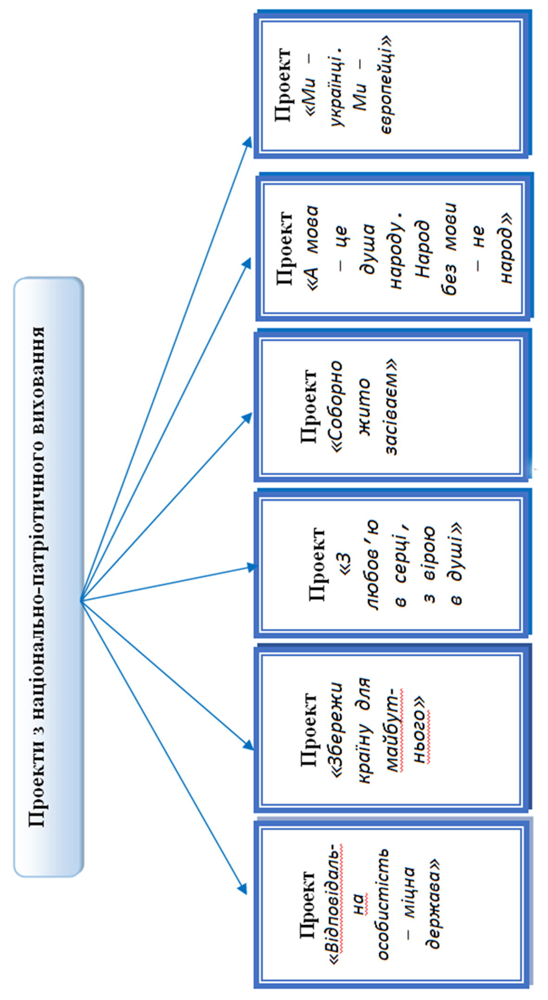 Проекти з національно-патріотичного виховання
Проект
«Відповідаль-
на
особистість
– міцна
держава»
Проект
«Збережи
країну для
майбут-
нього»
Проект
«З
любов’ю
в серці,
з вірою
в душі»
Проект
«Соборно
жито
засіваєм»
Проект
«А мова
– це
душа
народу.
Народ
без мови
– не
народ»
Проект
«Ми –
українці.
Ми –
європейці»